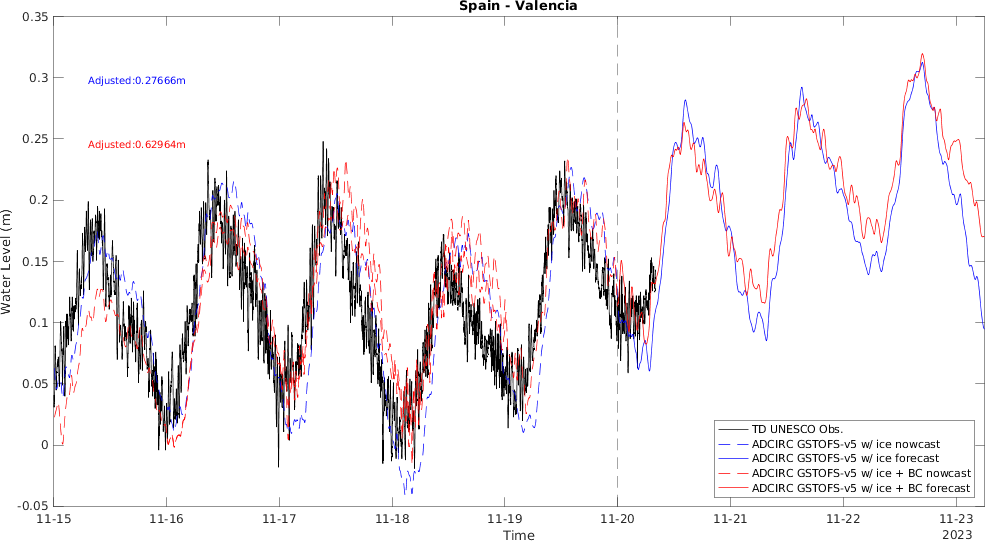 Spain - Valencia
0.35
0.3
0.25
0.2
0.15
0.1
0.05
0
-0.05
Water Level (m)
Adjusted:0.27666m
Adjusted:0.62964m
TD UNESCO Obs.
ADCIRC GSTOFS-v5 w/ ice nowcast
ADCIRC GSTOFS-v5 w/ ice forecast
ADCIRC GSTOFS-v5 w/ ice + BC nowcast
ADCIRC GSTOFS-v5 w/ ice + BC forecast
11-15 11-16 11-17 11-18 11-19 11-20 11-21 11-22 11-23
Time
2023